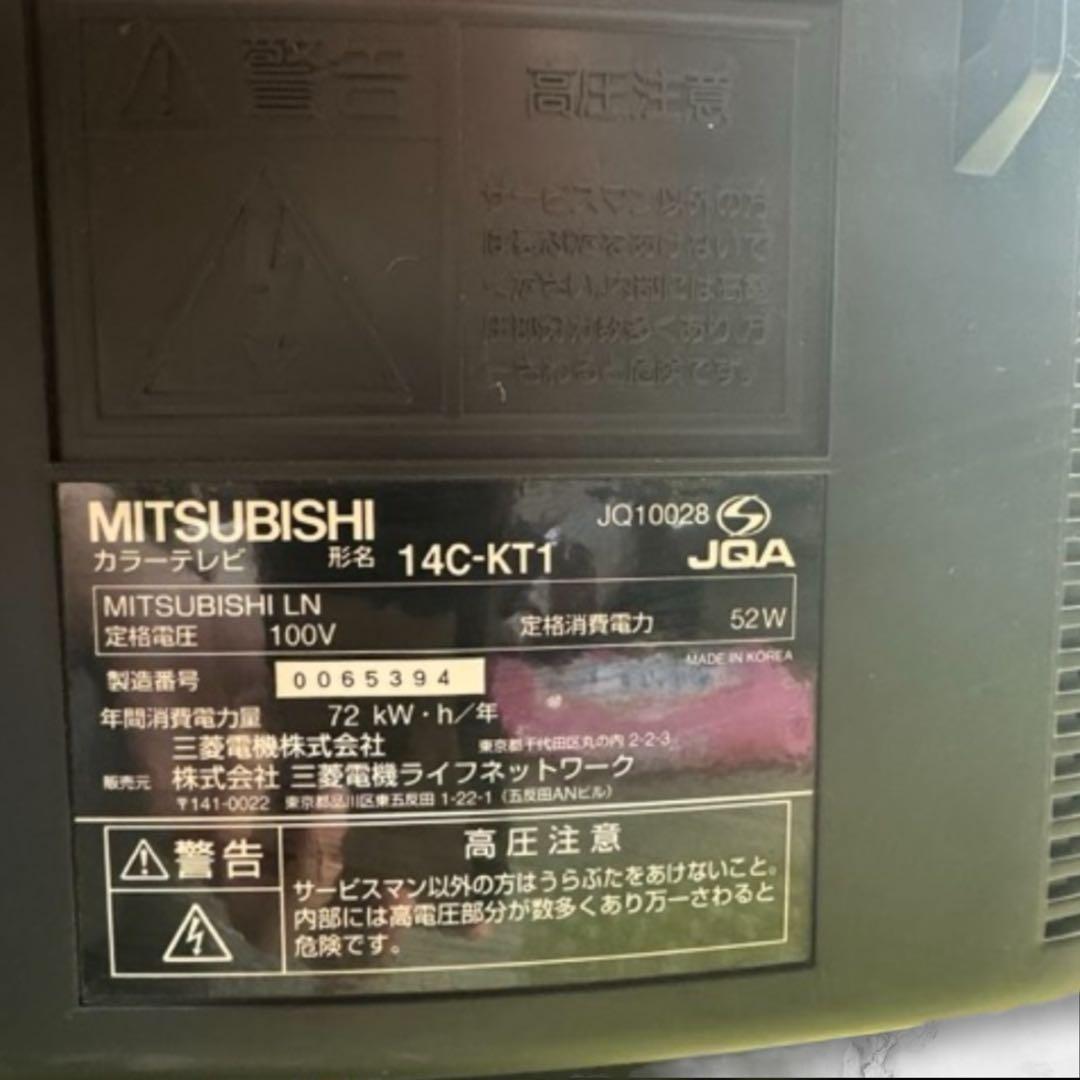 警告
高圧注意
MITSUBISHI
JQ10028
JQA
カラーテレビ 形名 14C-KT1
MITSUBISHI LN
定格電圧 100V 定格消費電力 52W
MADE IN KOREA
製造番号 0065394
年間消費電力量 72 kW・h/年
三菱電機株式会社 東京都千代田区丸の内 2-2-3
販売元 株式会社 三菱電機ライフネットワーク
〒141-0022 東京都品川区東五反田 1-22-1 (五反田ANビル)
警告
高圧注意
サービスマン以外の方はうらぶたをあけないこと。
内部には高電圧部分が数多くあり万一さわると
危険です。